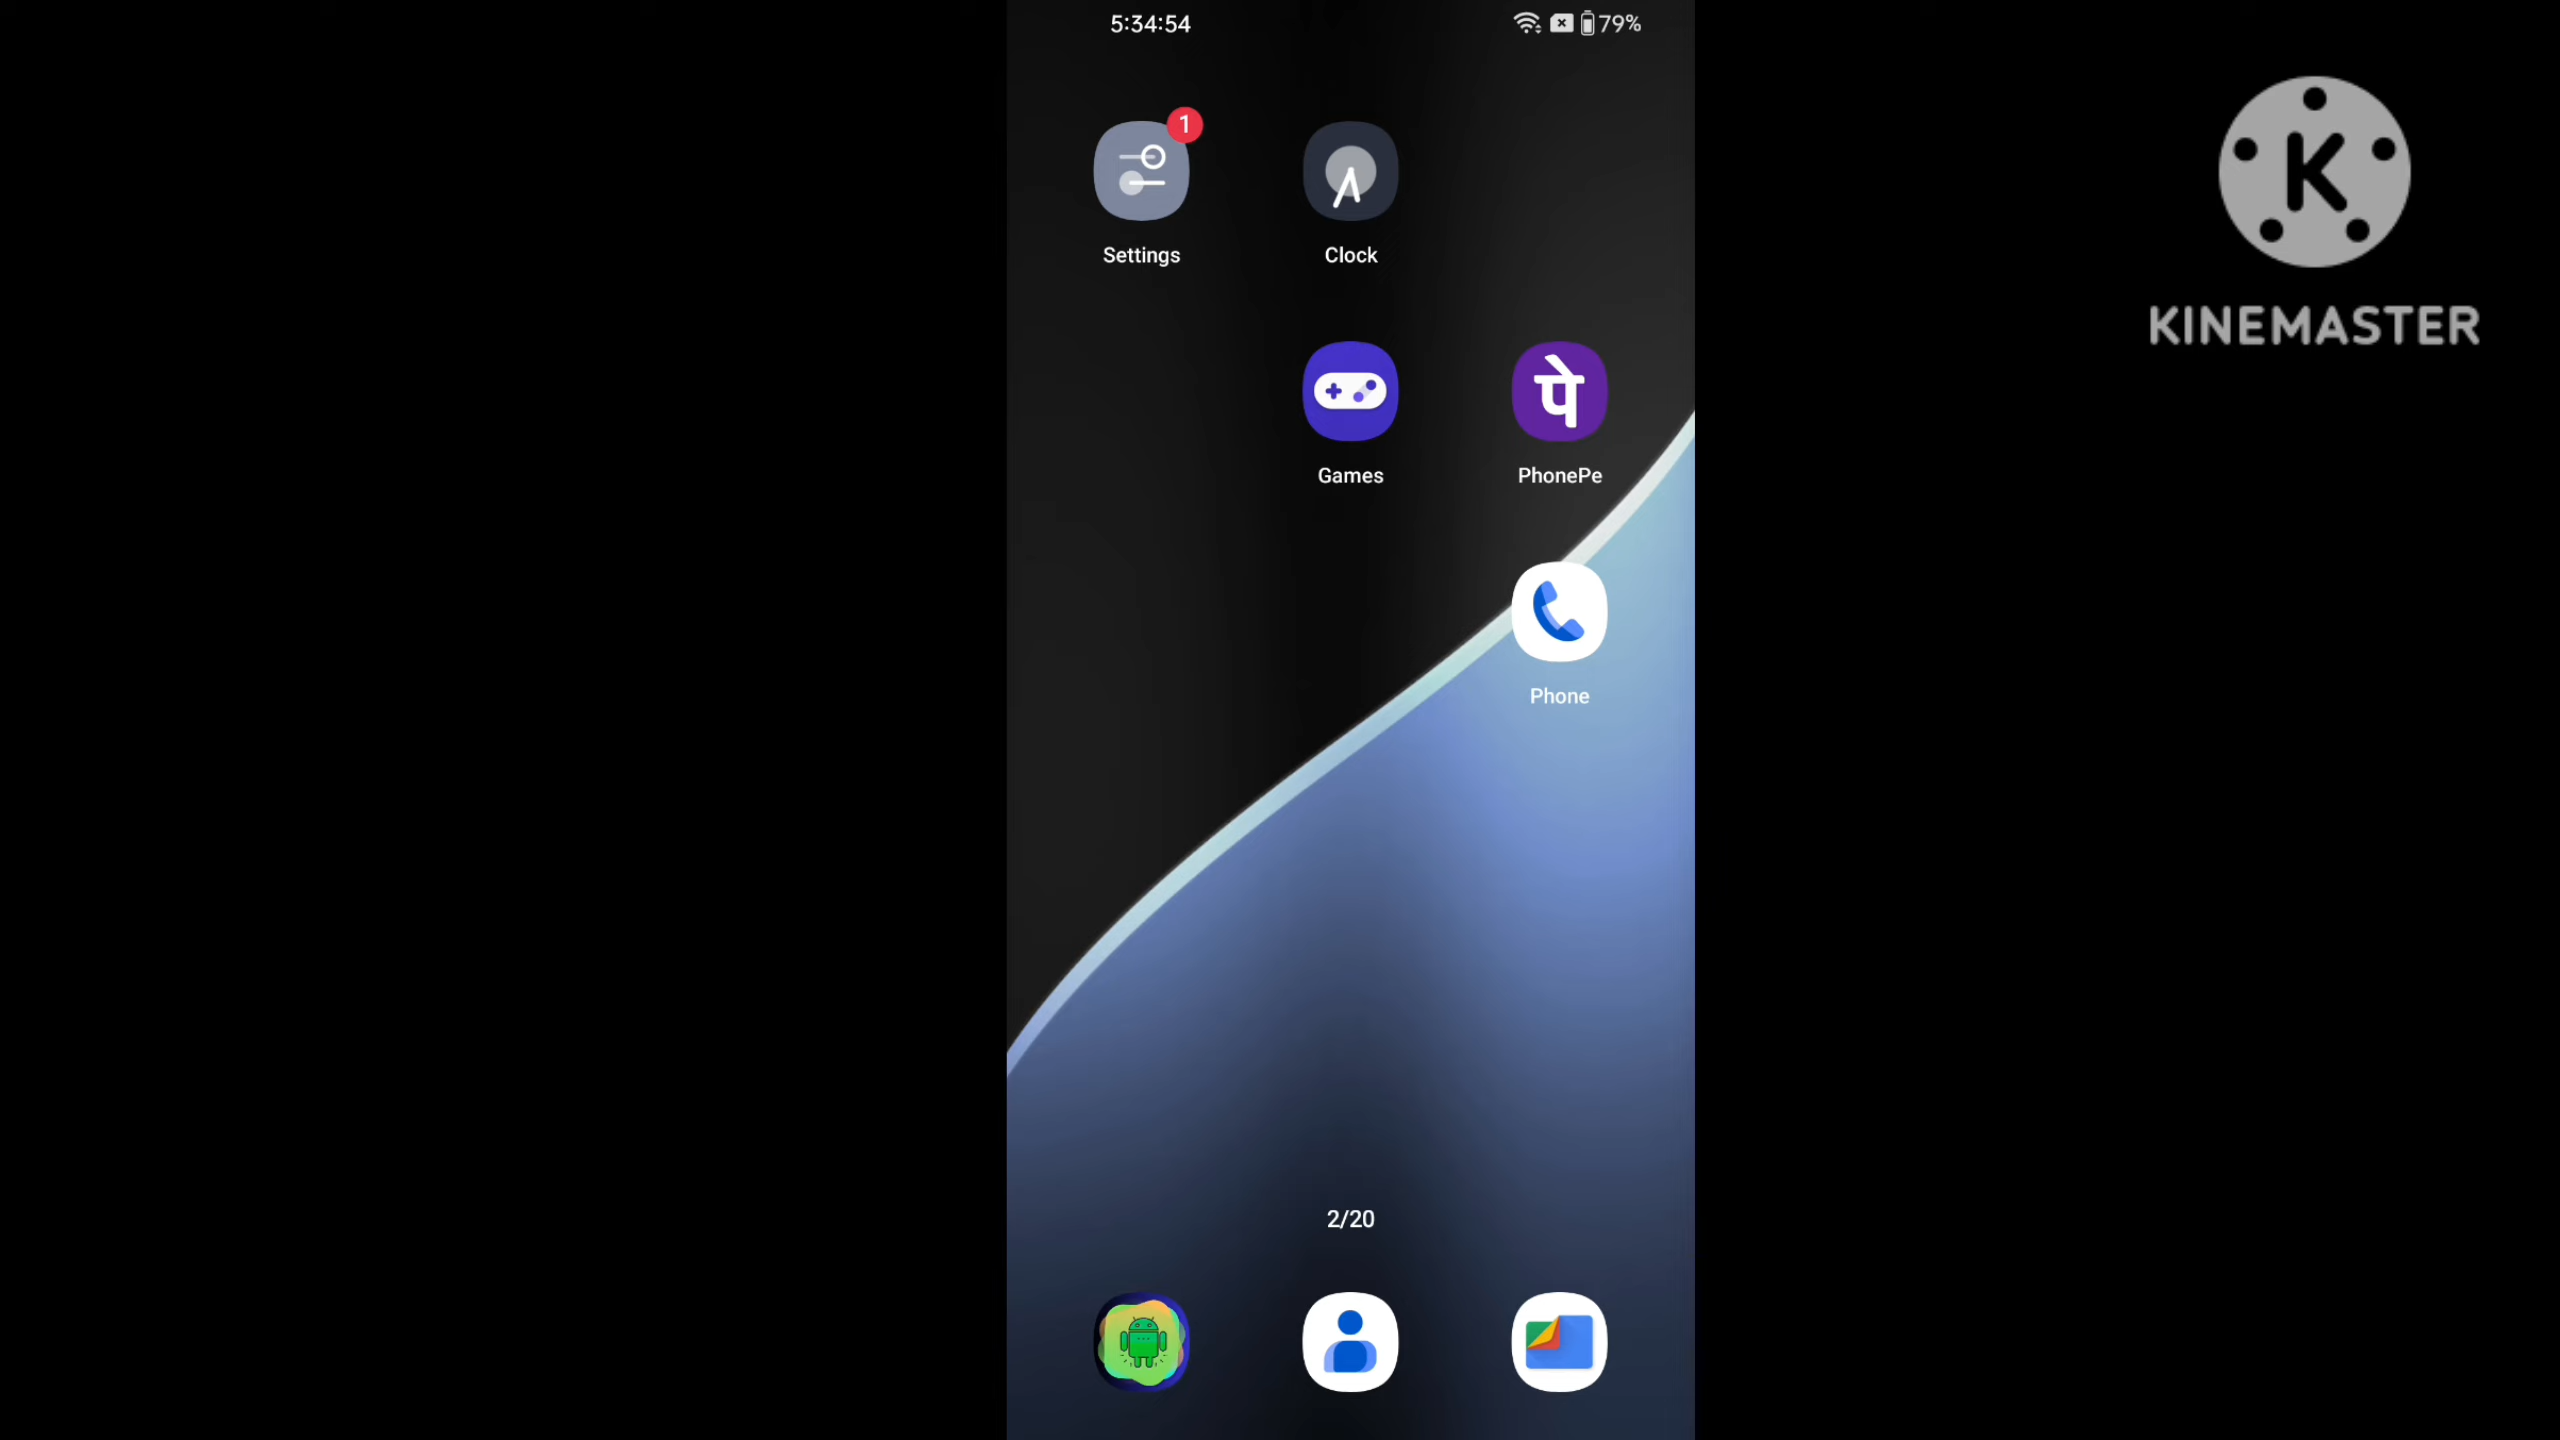 5:34:54
79%
1
Settings
Clock
पे
Games
PhonePe
Phone
2/20
K
KINEMASTER